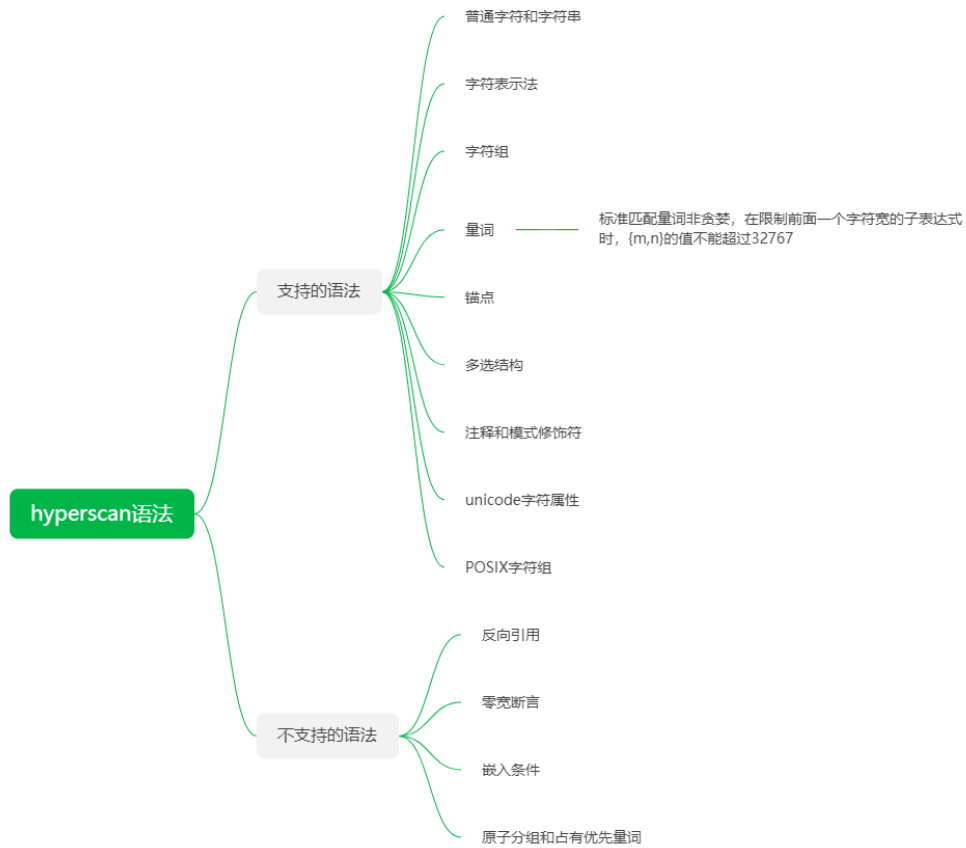 hyperscan语法
支持的语法
普通字符和字符串
字符表示法
字符组
量词
标准匹配量词非贪婪，在限制前面一个字符宽的子表达式
时，{m,n}的值不能超过32767
锚点
多选结构
注释和模式修饰符
unicode字符属性
POSIX字符组
不支持的语法
反向引用
零宽断言
嵌入条件
原子分组和占有优先量词